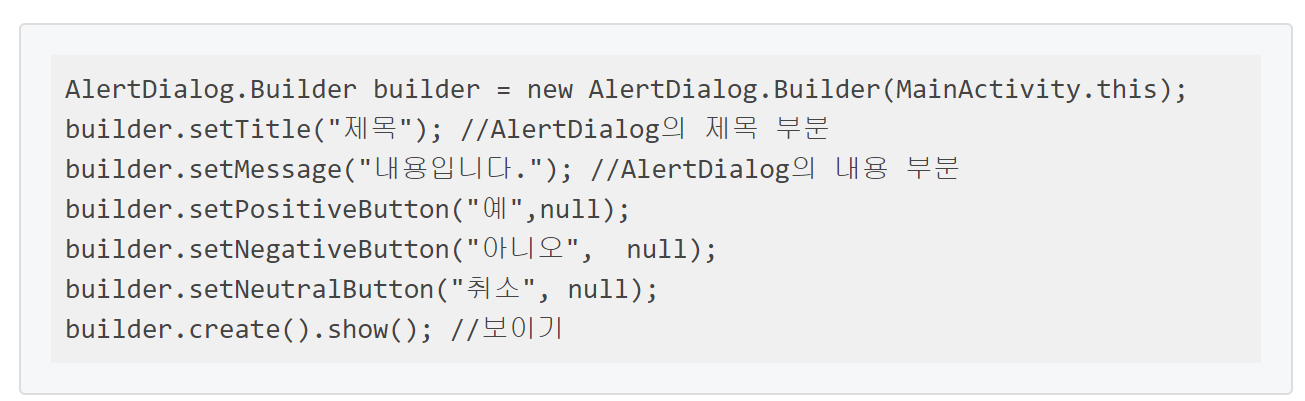 AlertDialog.Builder builder = new AlertDialog.Builder(MainActivity.this);
builder.setTitle("제목"); //AlertDialog의 제목 부분
builder.setMessage("내용입니다."); //AlertDialog의 내용 부분
builder.setPositiveButton("예",null);
builder.setNegativeButton("아니오",  null);
builder.setNeutralButton("취소", null);
builder.create().show(); //보이기